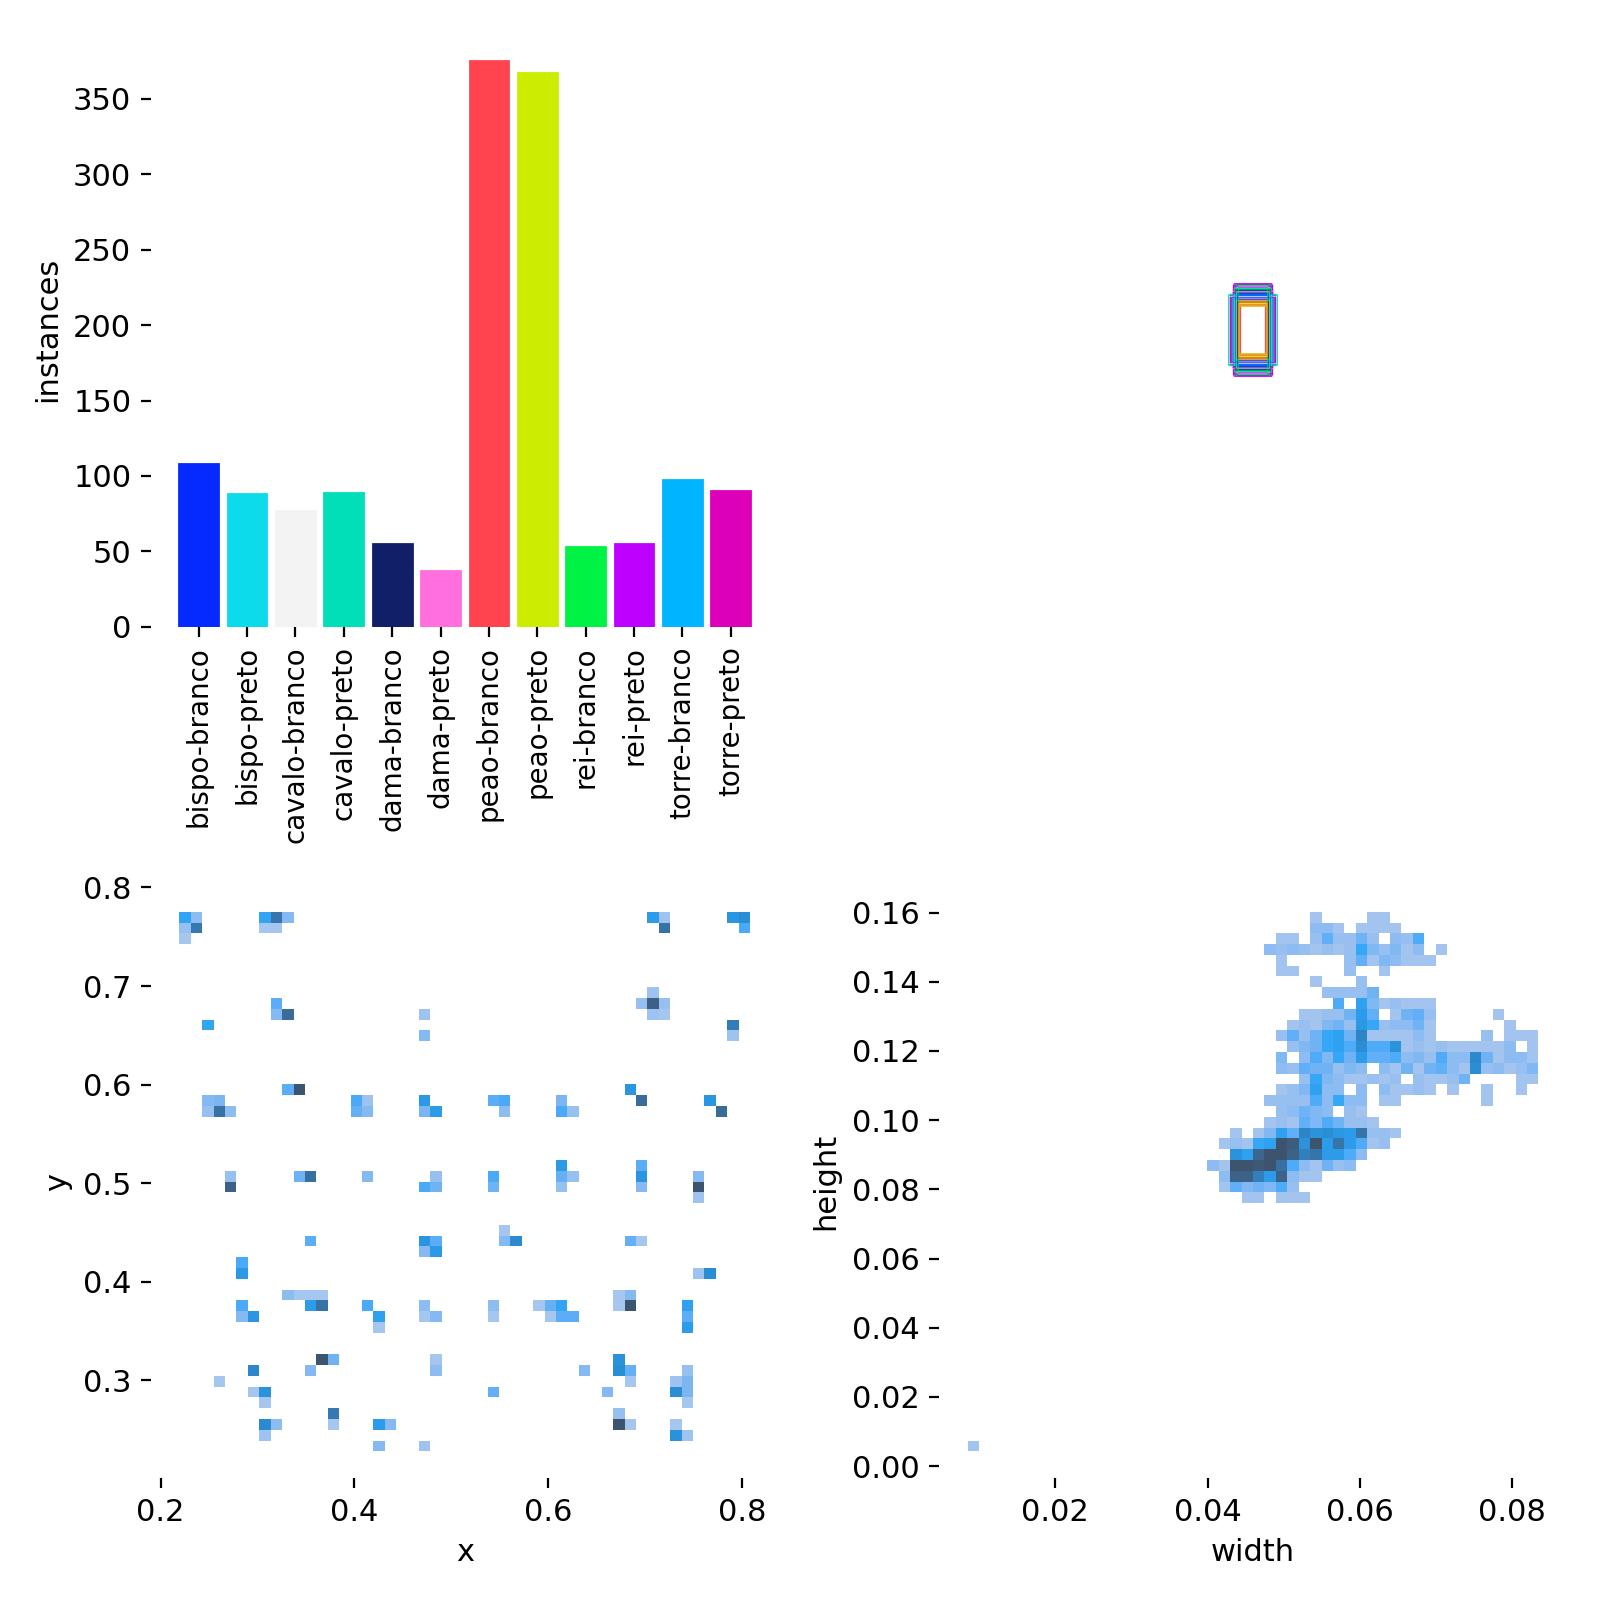 350
300
250
200
150
100
50
0
instances
bispo-branco
bispo-preto
cavalo-branco
cavalo-preto
dama-branco
dama-preto
peao-branco
peao-preto
rei-branco
rei-preto
torre-branco
torre-preto
0.8
0.7
0.6
0.5
0.4
0.3
y
0.2 0.4 0.6 0.8
x
0.16
0.14
0.12
0.10
0.08
0.06
0.04
0.02
0.00
height
0.02 0.04 0.06 0.08
width